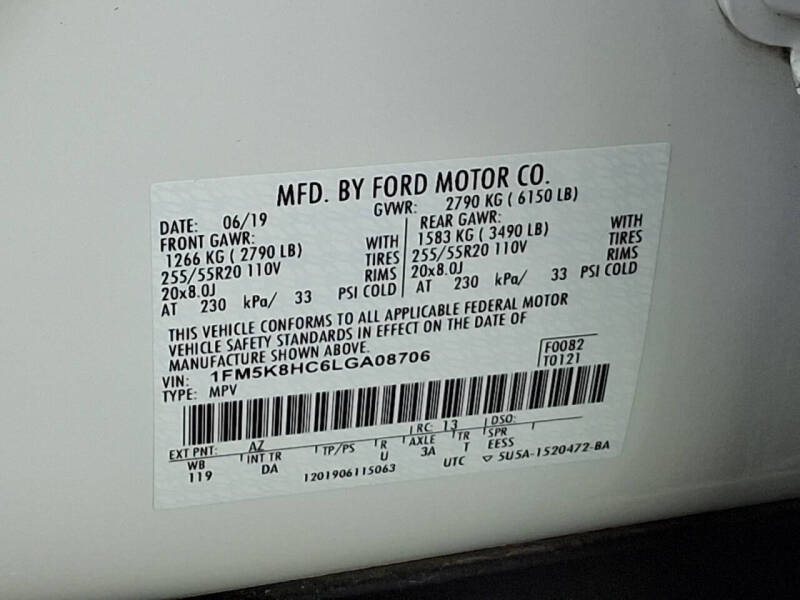 MFD. BY FORD MOTOR CO.
DATE: 06/19 GVWR: 2790 KG ( 6150 LB)
FRONT GAWR: REAR GAWR:
1266 KG ( 2790 LB) WITH 1583 KG ( 3490 LB) WITH
255/55R20 110V TIRES 255/55R20 110V TIRES
20x8.0J RIMS 20x8.0J RIMS
AT 230 kPa/ 33 PSI COLD AT 230 kPa/ 33 PSI COLD
THIS VEHICLE CONFORMS TO ALL APPLICABLE FEDERAL MOTOR
VEHICLE SAFETY STANDARDS IN EFFECT ON THE DATE OF
MANUFACTURE SHOWN ABOVE.
VIN: 1FM5K8HC6LGA08706 F0082
TYPE: MPV T0121
EXT PNT: AZ RC: 13 DSO:
WB INT TR TP/PS R AXLE TR SPR
119 DA U 3A T EESS
1201906115063 UTC ▽ 5U5A-1520472-BA